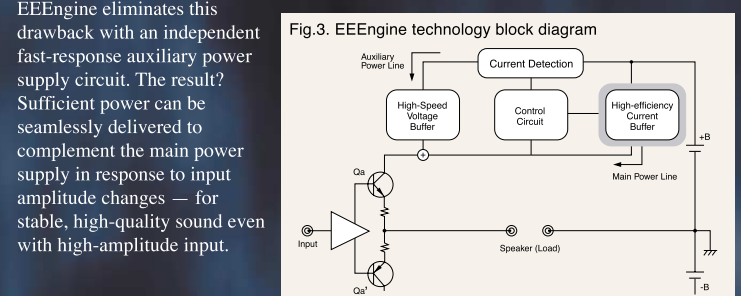 EEEngine eliminates this
drawback with an independent
fast-response auxiliary power
supply circuit. The result?
Sufficient power can be
seamlessly delivered to
complement the main power
supply in response to input
amplitude changes — for
stable, high-quality sound even
with high-amplitude input.
Fig.3. EEEngine technology block diagram
Auxiliary
Power Line
Current Detection
High-Speed
Voltage
Buffer
Control
Circuit
High-efficiency
Current
Buffer
+B
+
Main Power Line
Qa
Input
Speaker (Load)
Qa'
-B